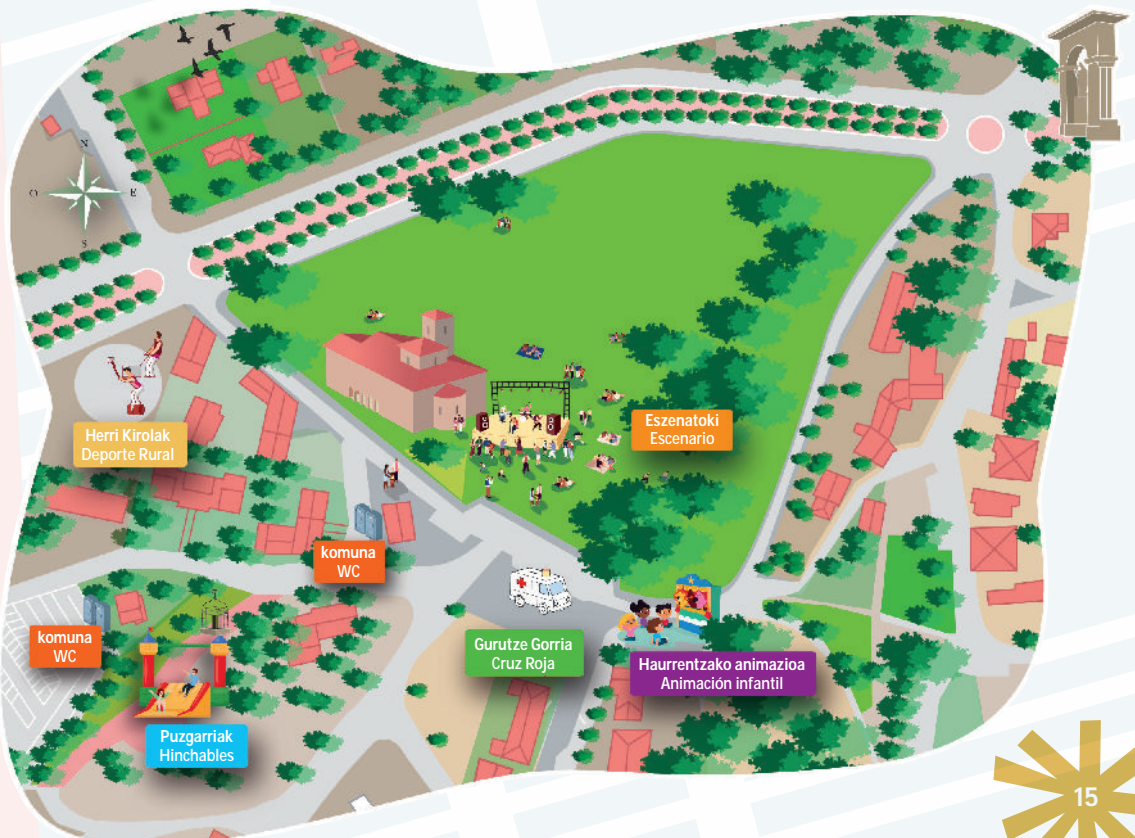 N
O
E
S
Herri Kirolak
Deporte Rural
Eszenatoki
Escenario
komuna
WC
komuna
WC
Gurutze Gorria
Cruz Roja
Haurrentzako animazioa
Animación infantil
Puzgarriak
Hinchables
15